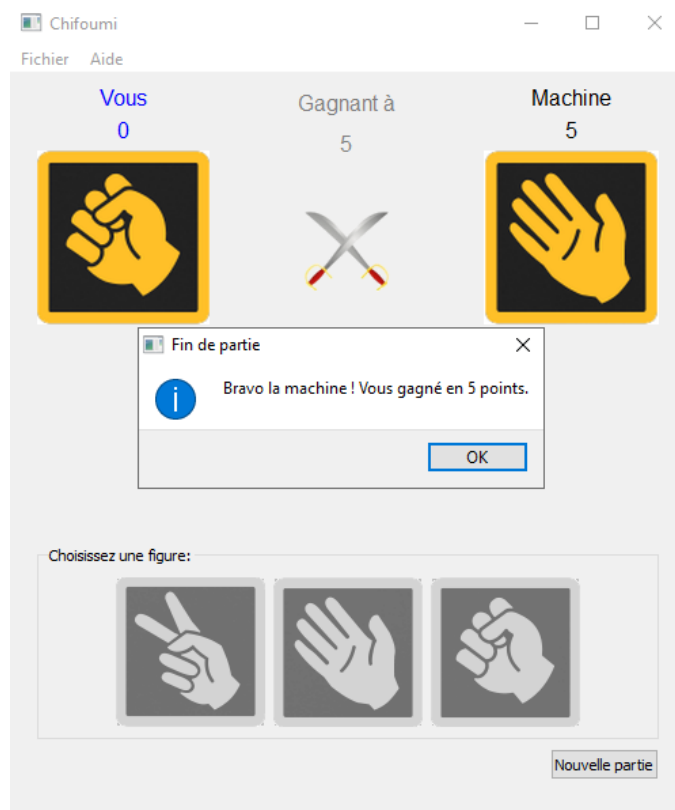 Chifoumi
Fichier Aide
Vous Gagnant à Machine
0 5 5
Fin de partie
Bravo la machine ! Vous gagné en 5 points.
OK
Choisissez une figure:
Nouvelle partie